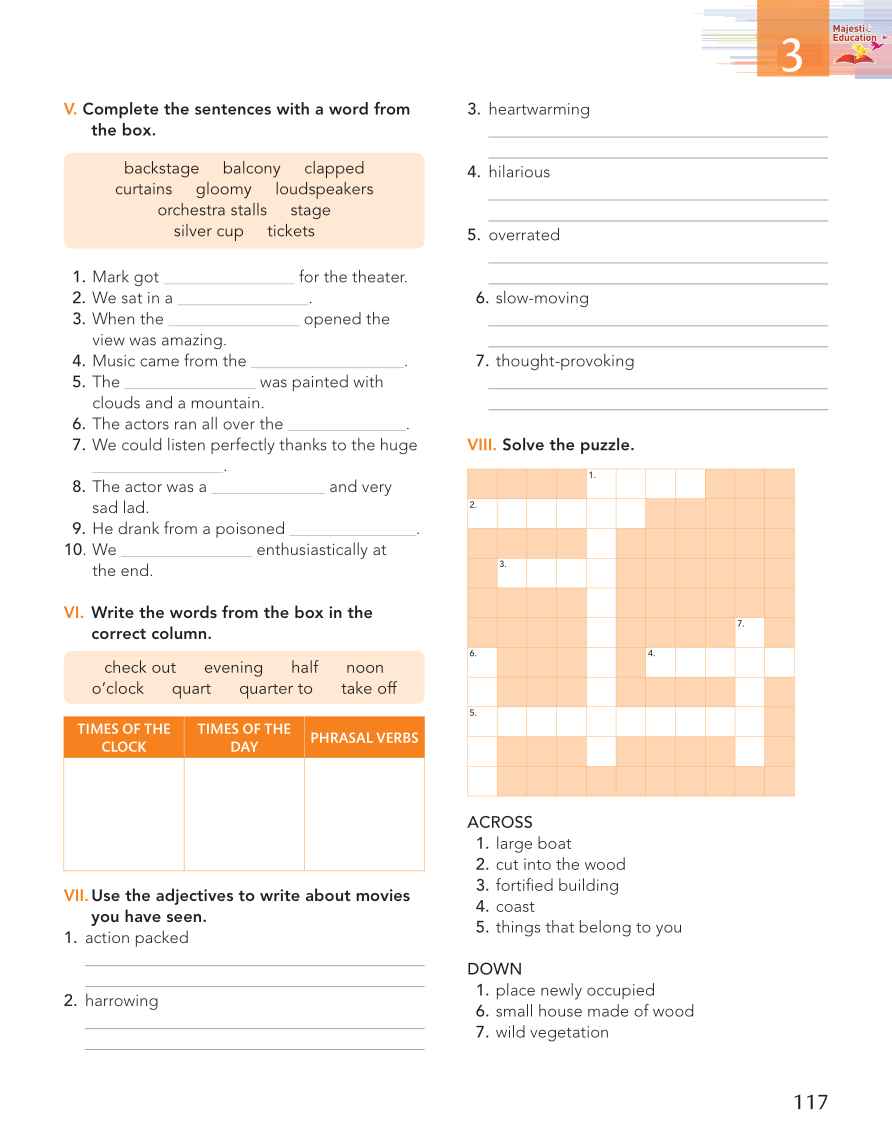 3
Majestic
Education
V. Complete the sentences with a word from
the box.
backstage balcony clapped
curtains gloomy loudspeakers
orchestra stalls stage
silver cup tickets
1. Mark got ______________ for the theater.
2. We sat in a ______________.
3. When the ______________ opened the
view was amazing.
4. Music came from the ______________.
5. The ______________ was painted with
clouds and a mountain.
6. The actors ran all over the ______________.
7. We could listen perfectly thanks to the huge
______________.
8. The actor was a ______________ and very
sad lad.
9. He drank from a poisoned ______________.
10. We ______________ enthusiastically at
the end.
VI. Write the words from the box in the
correct column.
check out evening half noon
o’clock quart quarter to take off
TIMES OF THE
CLOCK
TIMES OF THE
DAY
PHRASAL VERBS
VII. Use the adjectives to write about movies
you have seen.
1. action packed
2. harrowing
3. heartwarming
4. hilarious
5. overrated
6. slow-moving
7. thought-provoking
VIII. Solve the puzzle.
1.
2.
3.
7.
6.
4.
5.
ACROSS
1. large boat
2. cut into the wood
3. fortified building
4. coast
5. things that belong to you
DOWN
1. place newly occupied
6. small house made of wood
7. wild vegetation
117